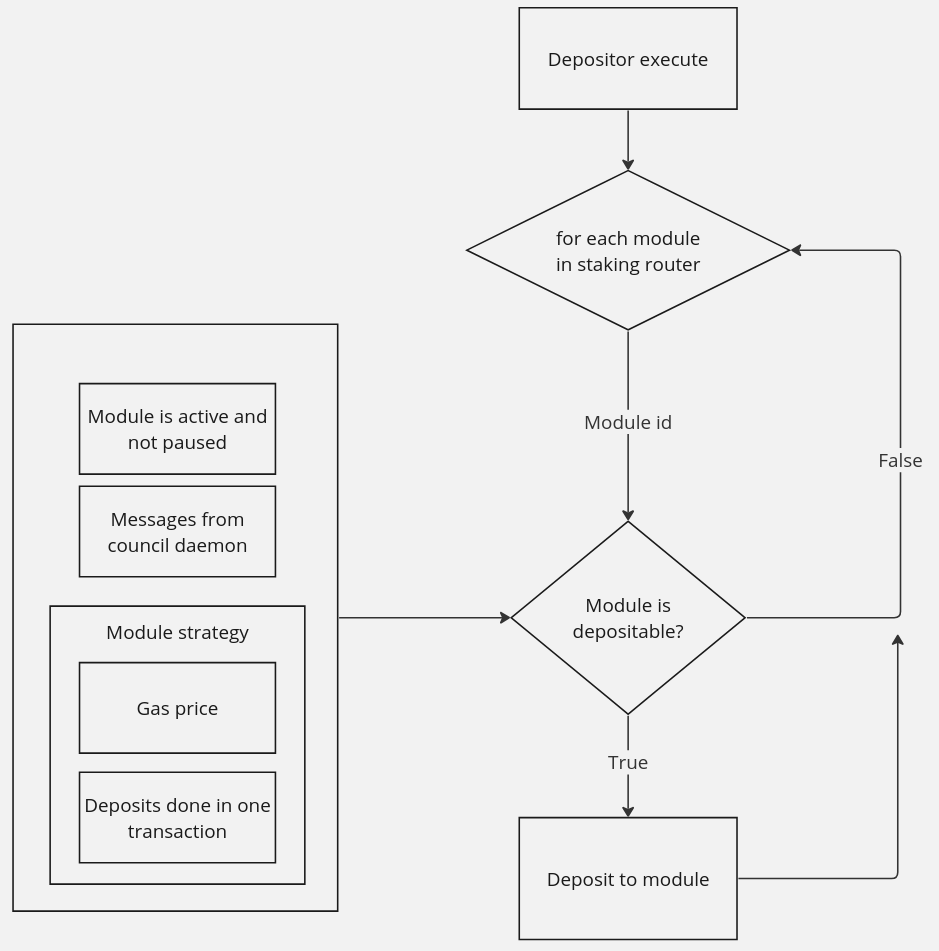 Depositor execute
for each module
in staking router
Module is active and
not paused
Module id
False
Messages from
council daemon
Module is
depositable?
Module strategy
Gas price
True
Deposits done in one
transaction
Deposit to module